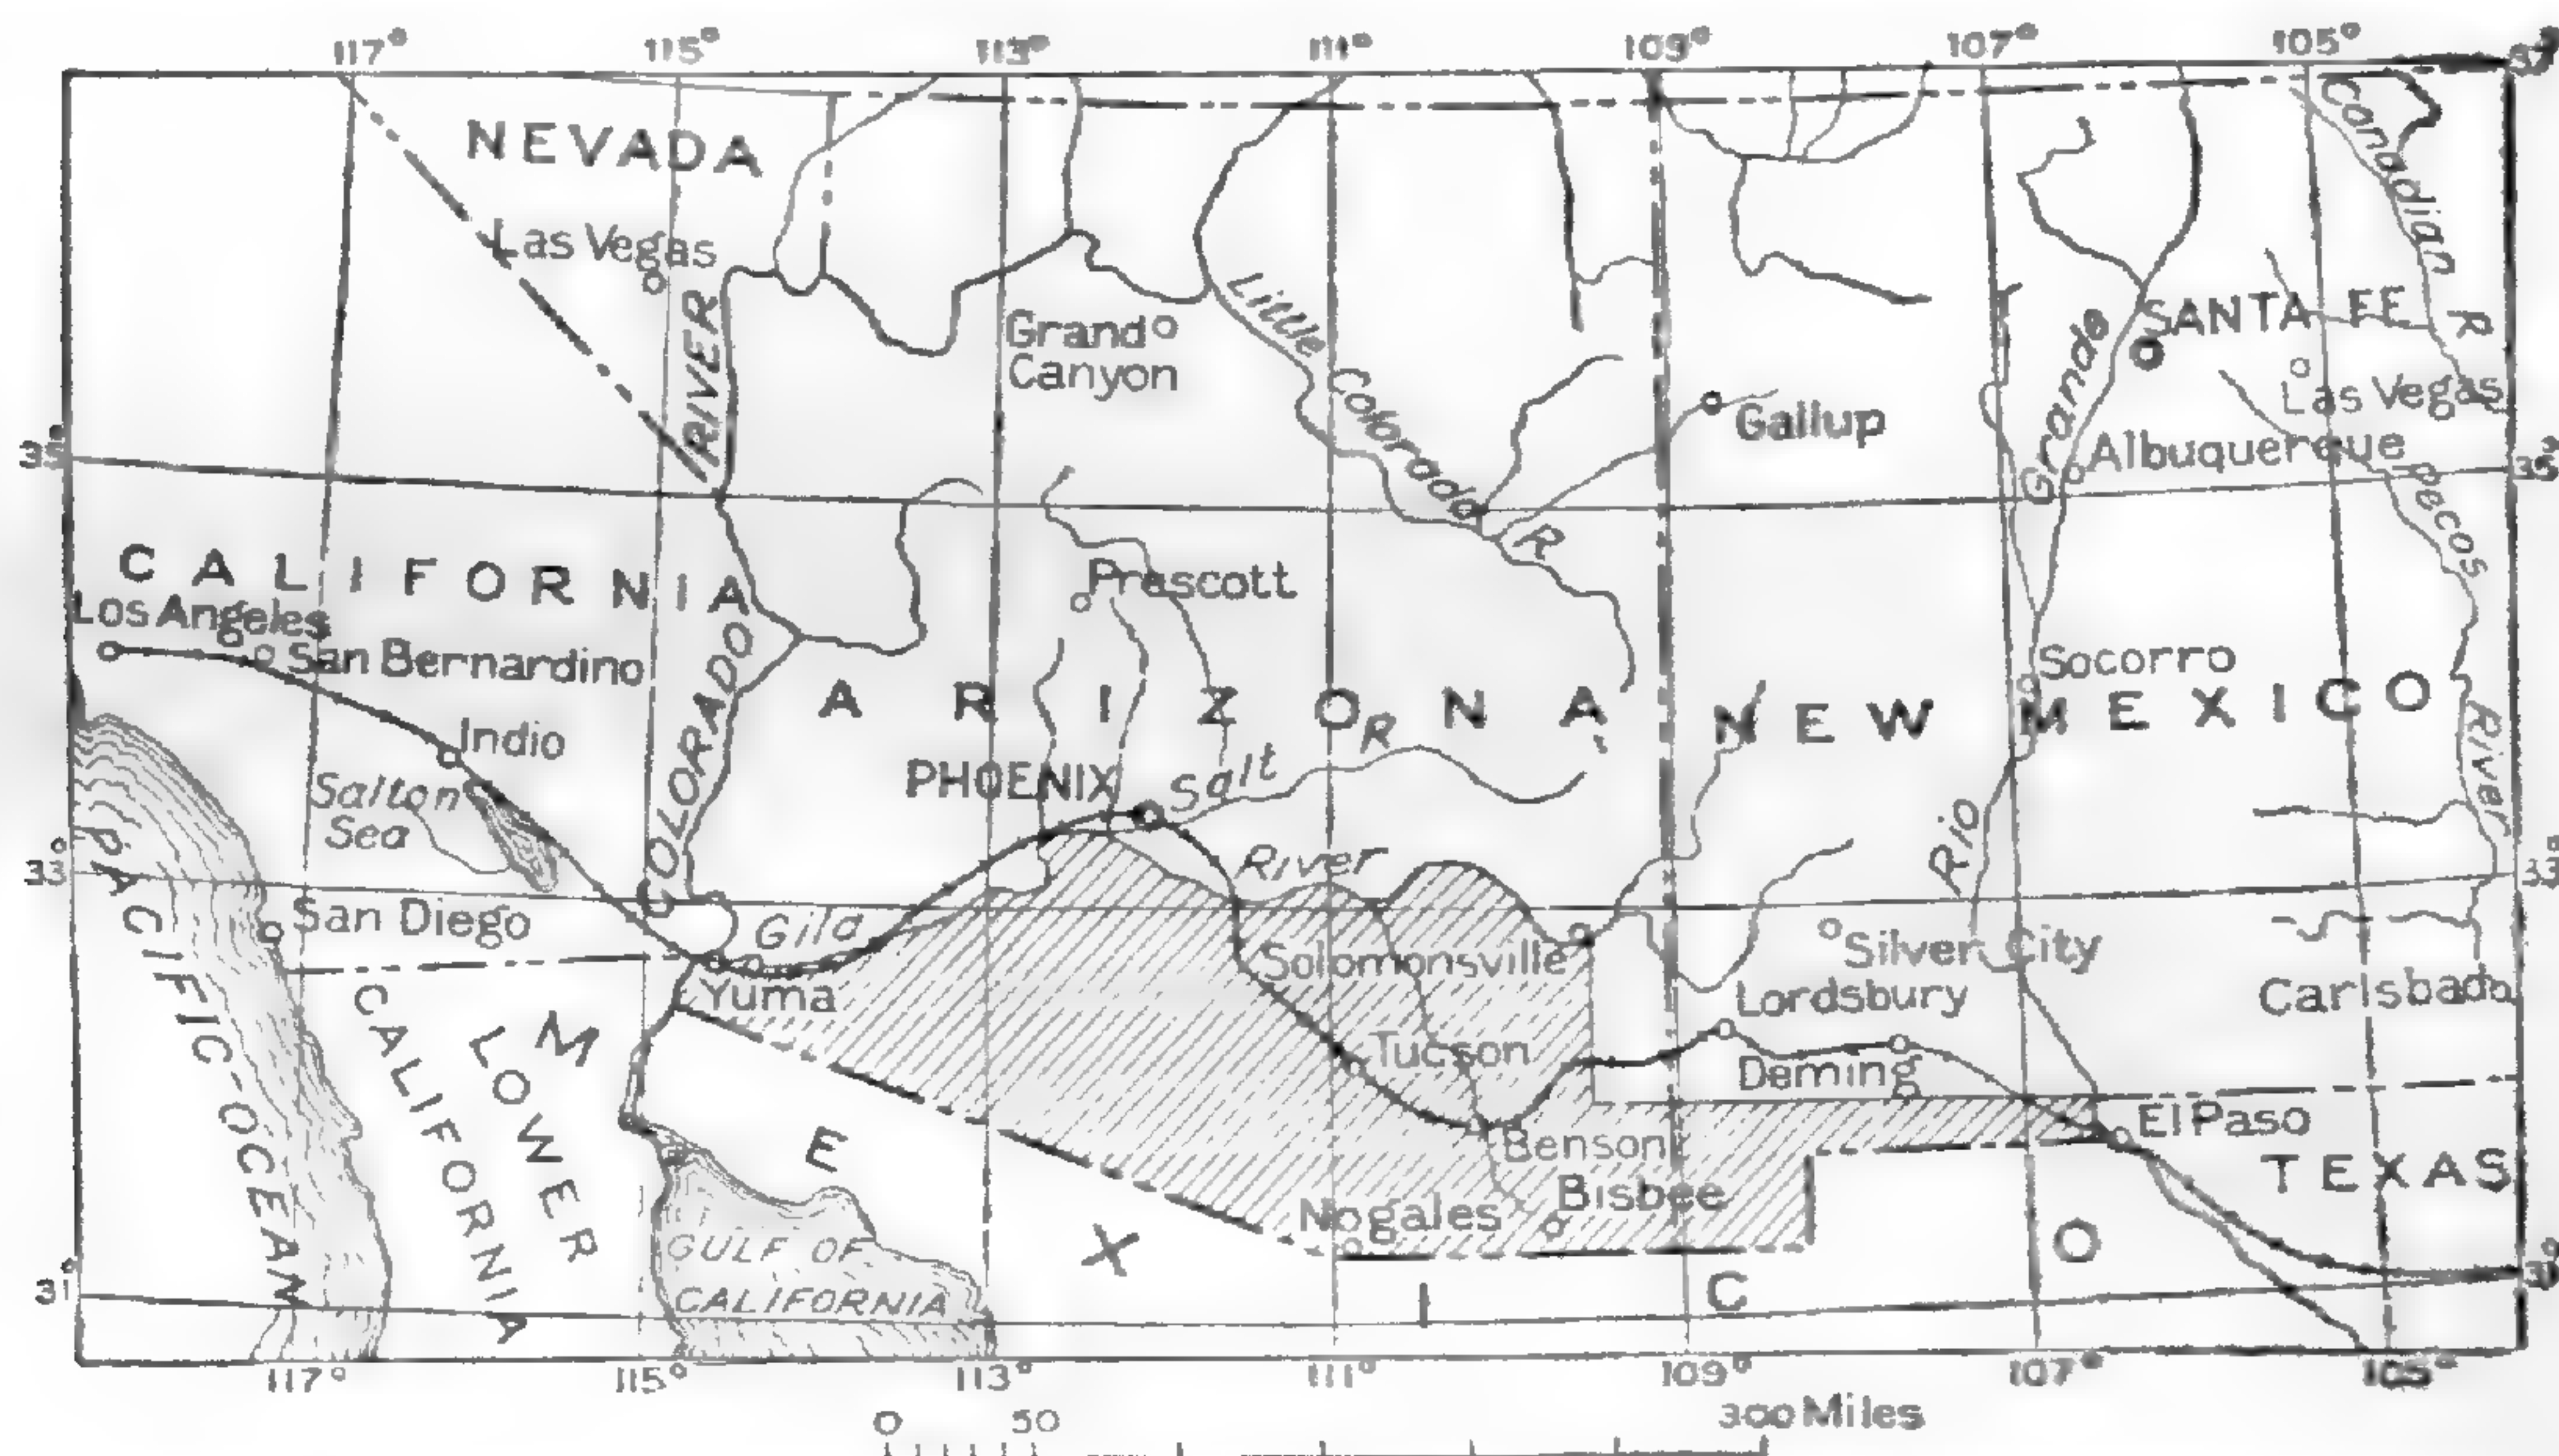 117° 115° 113° 111° 109° 107° 105°
NEVADA
Canadian R
Las Vegas
RIVER
Grand
Canyon
Little Colorado R
SANTA FE
Las Vegas
Gallup
Rio Grande
Albuquerque
35° 35°
Pecos River
CALIFORNIA
Prescott
Los Angeles
San Bernardino
COLORADO
Socorro
ARIZONA NEW MEXICO
Indio
Salton
Sea
PHOENIX
Salt R
River
33° 33°
PACIFIC-OCEAN
San Diego
Gila
Solomonsville
Silver City
Yuma
Lordsbury
Carlsbad
LOWER
CALIFORNIA
Tucson
Deming
El Paso
Benson
TEXAS
Bisbee
Nogales
MEXICO
GULF OF
CALIFORNIA
31° 31°
117° 115° 113° 111° 109° 107° 105°
0 50 300 Miles